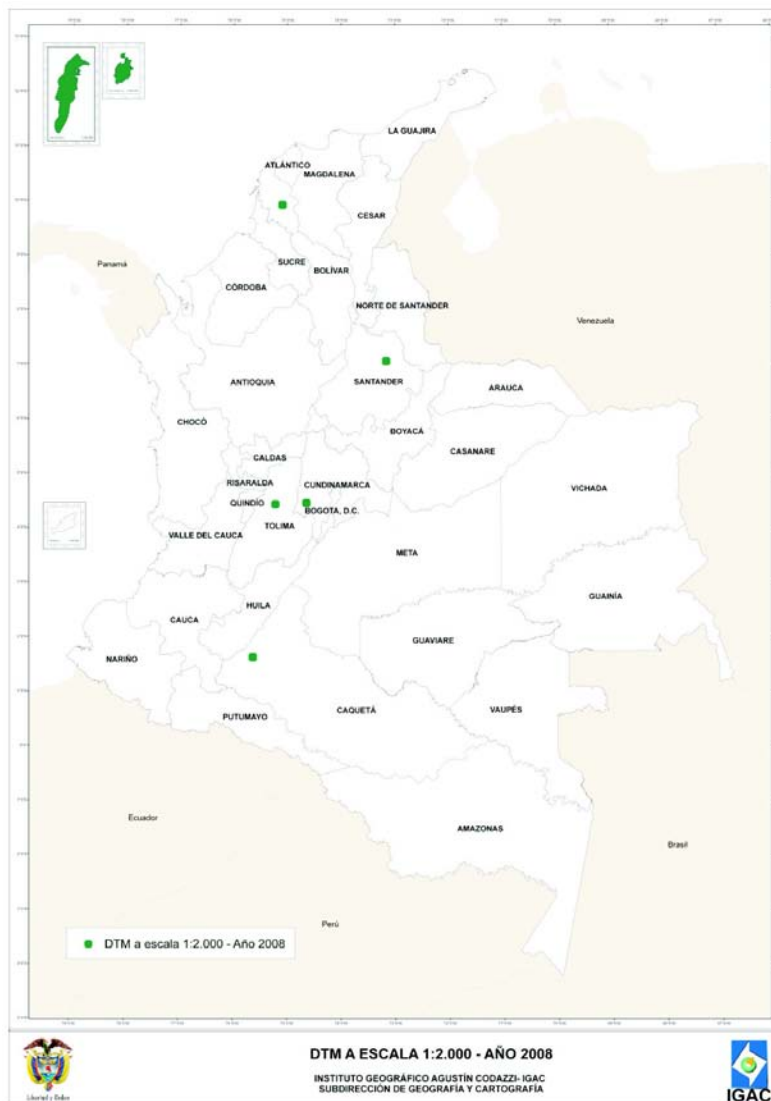 LA GUAJIRA
ATLÁNTICO
MAGDALENA
CESAR
SUCRE
BOLÍVAR
CÓRDOBA
Panamá
NORTE DE SANTANDER
Venezuela
SANTANDER
ANTIOQUIA
ARAUCA
CHOCÓ
BOYACÁ
CASANARE
CALDAS
RISARALDA
CUNDINAMARCA
VICHADA
QUINDÍO
BOGOTA, D.C.
TOLIMA
VALLE DEL CAUCA
META
GUAINÍA
HUILA
CAUCA
GUAVIARE
NARIÑO
CAQUETÁ
VAUPÉS
PUTUMAYO
Ecuador
AMAZONAS
Brasil
Perú
DTM a escala 1:2.000 - Año 2008
DTM A ESCALA 1:2.000 - AÑO 2008
INSTITUTO GEOGRÁFICO AGUSTÍN CODAZZI- IGAC
SUBDIRECCIÓN DE GEOGRAFÍA Y CARTOGRAFÍA
Libertad y Orden
IGAC